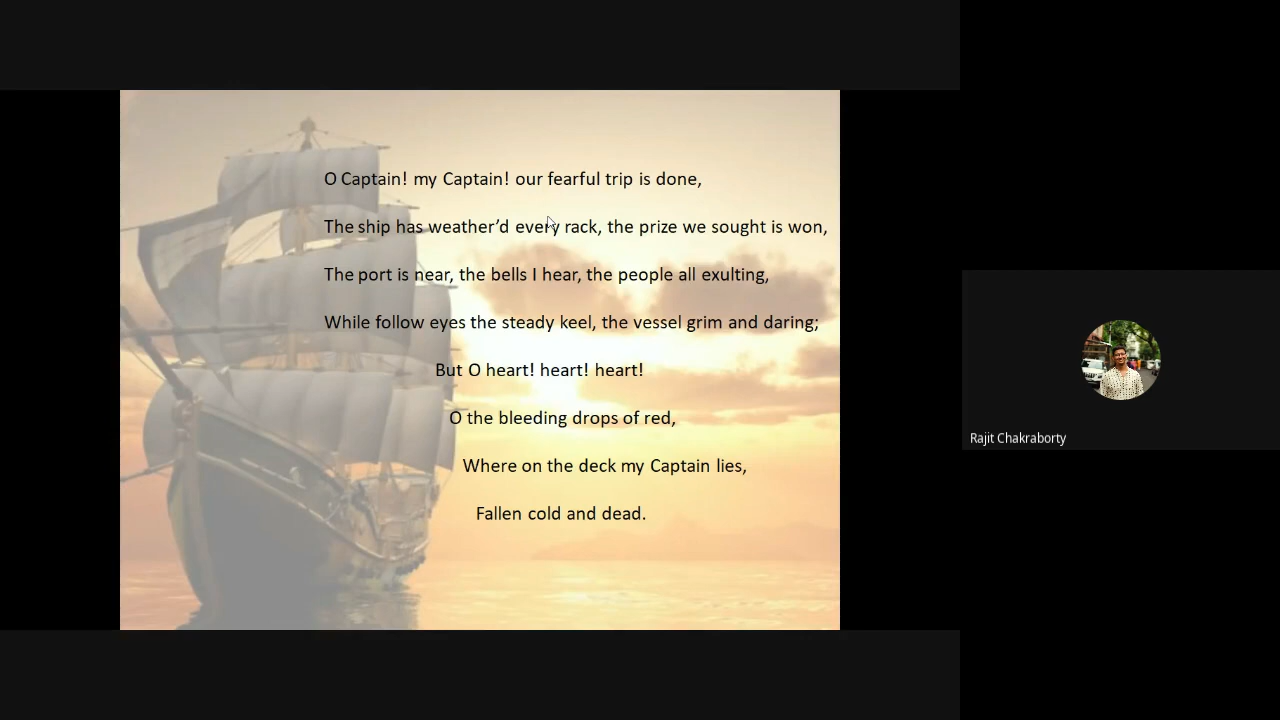 O Captain! my Captain! our fearful trip is done,
The ship has weather’d every rack, the prize we sought is won,
The port is near, the bells I hear, the people all exulting,
While follow eyes the steady keel, the vessel grim and daring;
But O heart! heart! heart!
O the bleeding drops of red,
Where on the deck my Captain lies,
Fallen cold and dead.
Rajit Chakraborty